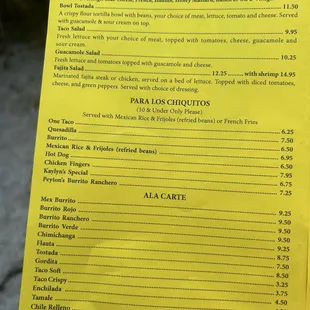 Bowl Tostada 11.50
A crispy flour tortilla bowl with beans, your choice of meat, lettuce, tomato and cheese. Served
with guacamole & sour cream on top.
Taco Salad 9.95
Fresh lettuce with your choice of meat, topped with tomatoes, cheese, guacamole and
sour cream.
Guacamole Salad 10.25
Fresh lettuce and tomatoes topped with guacamole and cheese.
Fajita Salad 12.25 with shrimp 14.95
Marinated fajita steak or chicken, served on a bed of lettuce. Topped with diced tomatoes,
cheese, and green peppers. Served with choice of dressing.
PARA LOS CHIQUITOS
(10 & Under Only Please)
Served with Mexican Rice & Frijoles (refried beans) or French Fries
One Taco 6.25
Quesadilla 7.50
Burrito 6.50
Mexican Rice & Frijoles (refried beans) 6.95
Hot Dog 6.50
Chicken Fingers 7.95
Kaylyn's Special 6.75
Peyton's Burrito Ranchero 7.25
ALA CARTE
Mex Burrito 9.25
Burrito Rojo 9.50
Burrito Ranchero 9.50
Burrito Verde 9.50
Chimichanga 9.25
Flauta 8.75
Tostada 7.50
Gordita 8.50
Taco Soft 3.25
Taco Crispy 3.75
Enchilada 3.25
Tamale
Chile Relleno